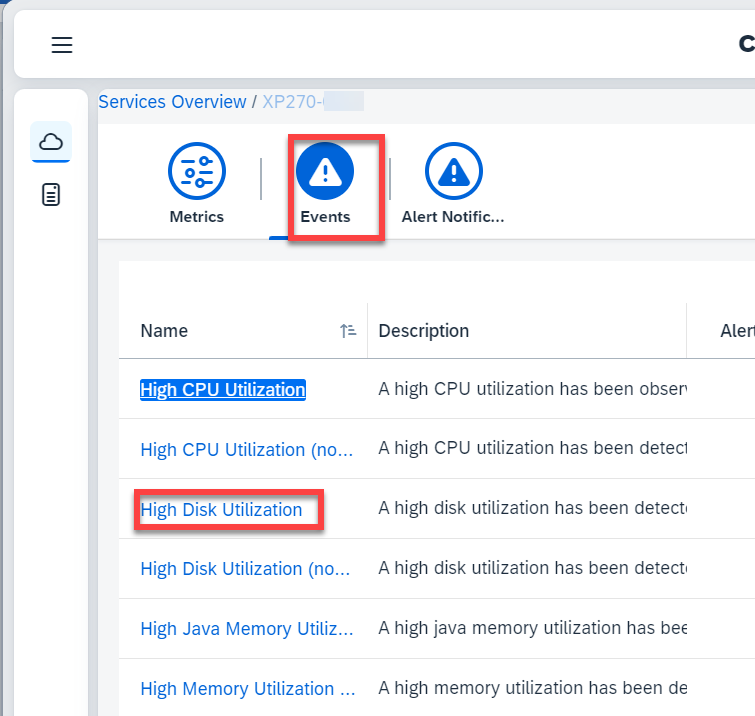 C
Services Overview / XP270-
Metrics
Events
Alert Notific...
Name
Description
Alert
High CPU Utilization
A high CPU utilization has been obser
High CPU Utilization (no...
A high CPU utilization has been detect
High Disk Utilization
A high disk utilization has been detect
High Disk Utilization (no...
A high disk utilization has been detect
High Java Memory Utiliz...
A high java memory utilization has bee
High Memory Utilization ...
A high memory utilization has been de